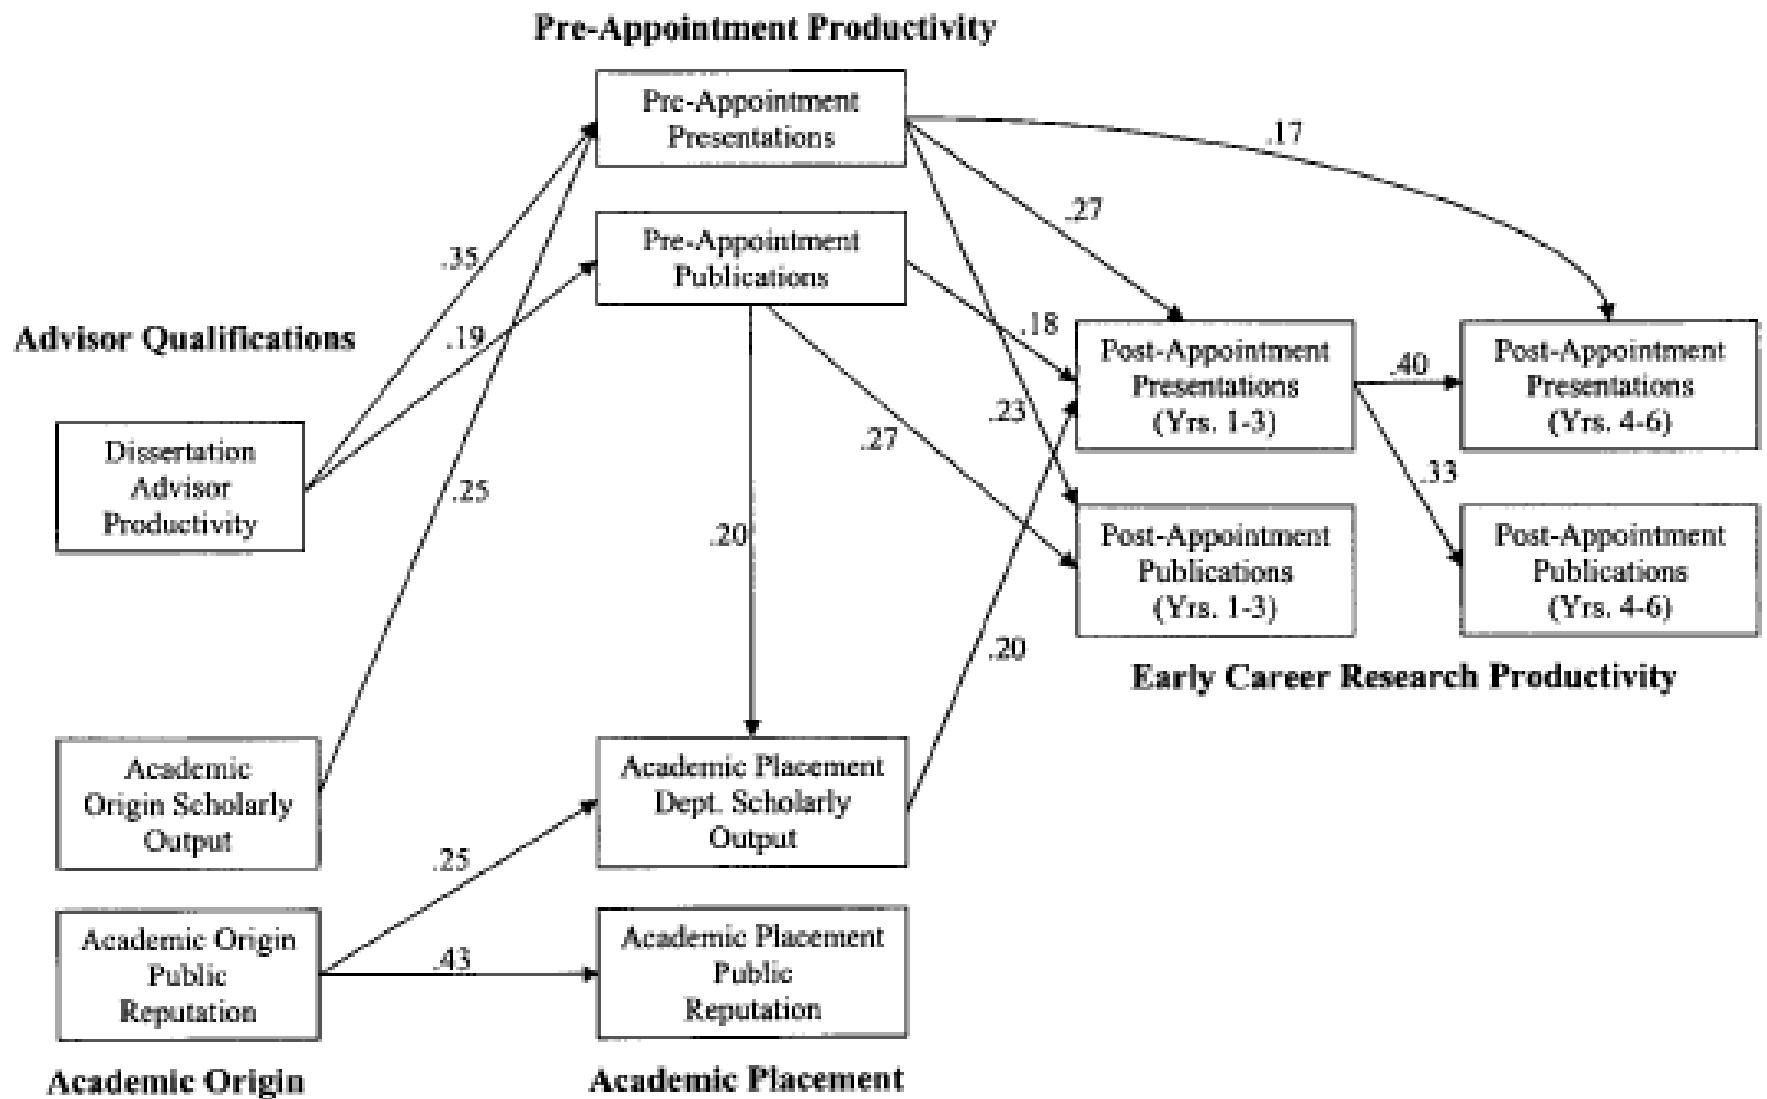 Pre-Appointment Productivity
Prc-Appointment
Presentations
.17
.27
Pre-Appointment
Publications
.35
.19
.18
Advisor Qualifications
Post-Appointment
Presentations
(Yrs. 1-3)
.40
Post-Appointment
Presentations
(Yrs. 4-6)
.23
.27
.33
Dissertation
Advisor
Productivity
.25
.20
Post-Appointment
Publications
(Yrs. 1-3)
Post-Appointment
Publications
(Yrs. 4-6)
.20
Early Career Research Productivity
Academic
Origin Scholarly
Output
Academic Placement
Dept. Scholarly
Output
.25
Academic Origin
Public
Reputation
.43
Academic Placement
Public
Reputation
Academic Origin
Academic Placement